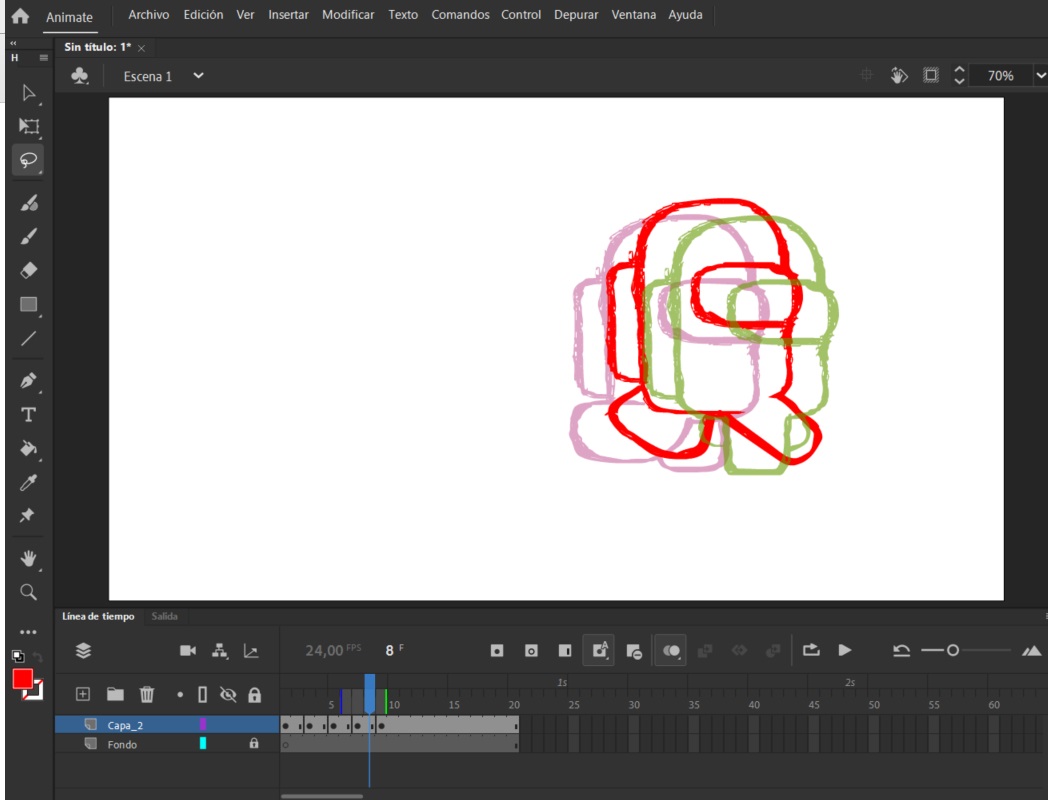 Animate Archivo Edición Ver Insertar Modificar Texto Comandos Control Depurar Ventana Ayuda
Sin título: 1* ×
H
Escena 1
70%
T
Línea de tiempo Salida
24,00 FPS 8 F
A
1s 2s
5 10 15 20 25 30 35 40 45 50 55 60
Capa_2
Fondo